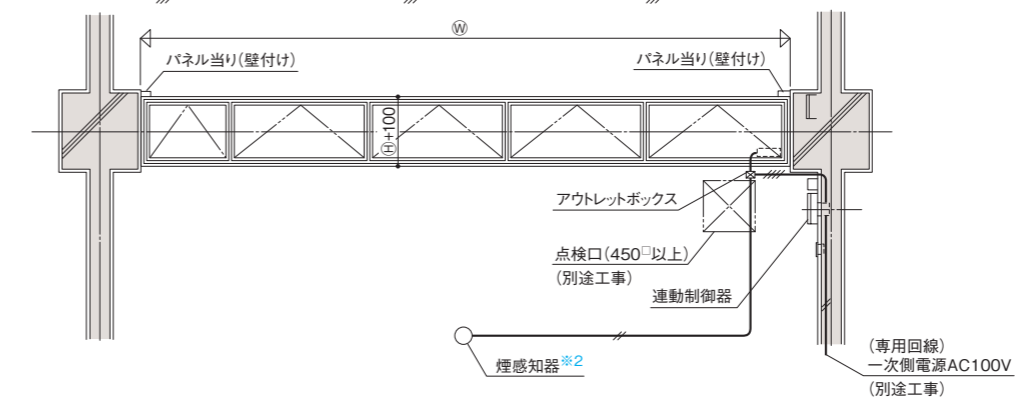 Ⓦ
パネル当り(壁付け)
パネル当り(壁付け)
Ⓗ+100
アウトレットボックス
点検口(450□以上)
(別途工事)
連動制御器
煙感知器※2
(専用回線)
一次側電源AC100V
(別途工事)